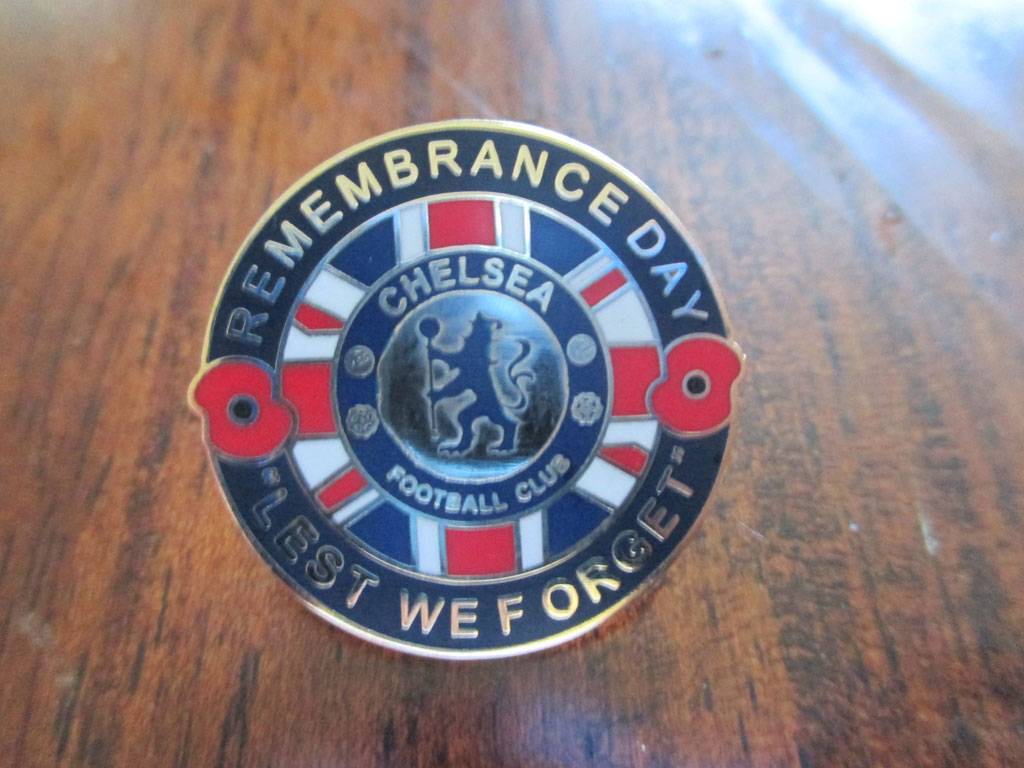 REMEMBRANCE DAY
CHELSEA
FOOTBALL CLUB
"LEST WE FORGET"